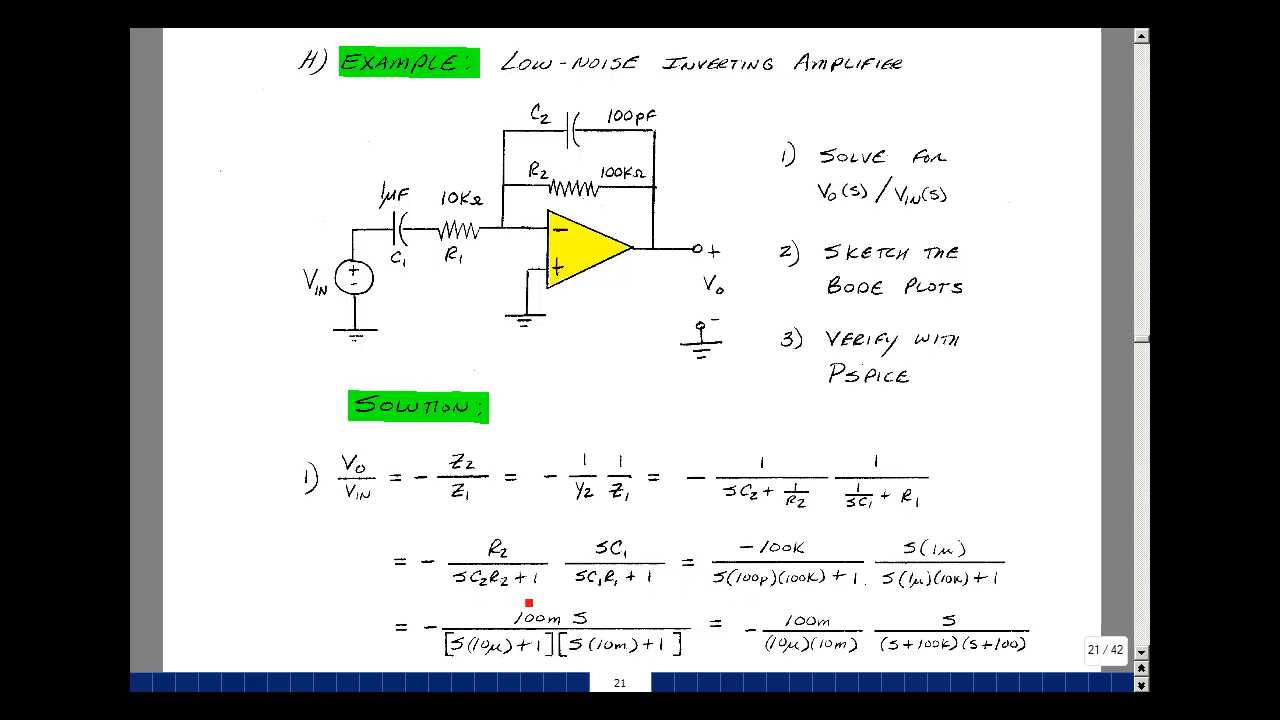 H) EXAMPLE: LOW-NOISE INVERTING AMPLIFIER
C2 100pF
R2 100KΩ
1μF 10KΩ
C1 R1
VIN + -
- +
+ VO -
1) SOLVE FOR
VO(S) / VIN(S)
2) SKETCH THE
BODE PLOTS
3) VERIFY WITH
PSPICE
SOLUTION:
1) VO/VIN = - Z2/Z1 = - 1/Y2 1/Z1 = - 1/(SC2 + 1/R2) 1/(1/SC1 + R1)
= - R2/(SC2R2 + 1) SC1/(SC1R1 + 1) = -100K/(S(100p)(100K) + 1) S(1μ)/(S(1μ)(10K) + 1)
= - 100m S/([S(10μ) + 1][S(10m) + 1]) = - 100m/((10μ)(10m)) S/((S+100K)(S+100))
21 / 42
21